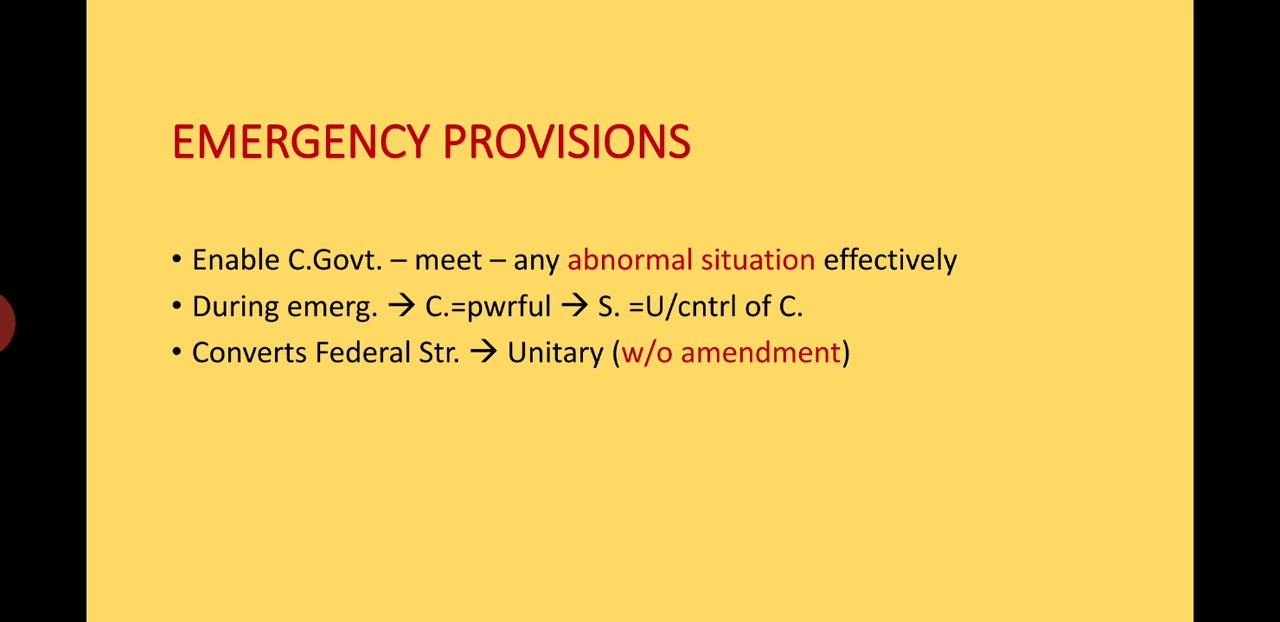 EMERGENCY PROVISIONS
• Enable C.Govt. – meet – any abnormal situation effectively
• During emerg. → C.=pwrful → S. =U/cntrl of C.
• Converts Federal Str. → Unitary (w/o amendment)